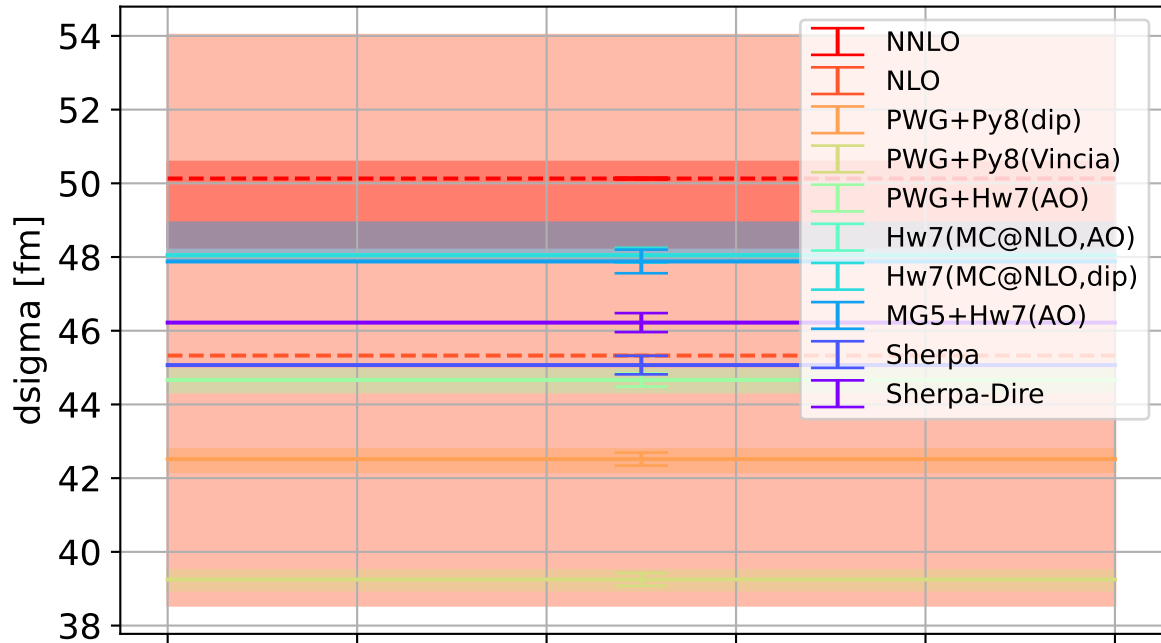 dsigma [fm]
54
52
50
48
46
44
42
40
38
NNLO
NLO
PWG+Py8(dip)
PWG+Py8(Vincia)
PWG+Hw7(AO)
Hw7(MC@NLO,AO)
Hw7(MC@NLO,dip)
MG5+Hw7(AO)
Sherpa
Sherpa-Dire